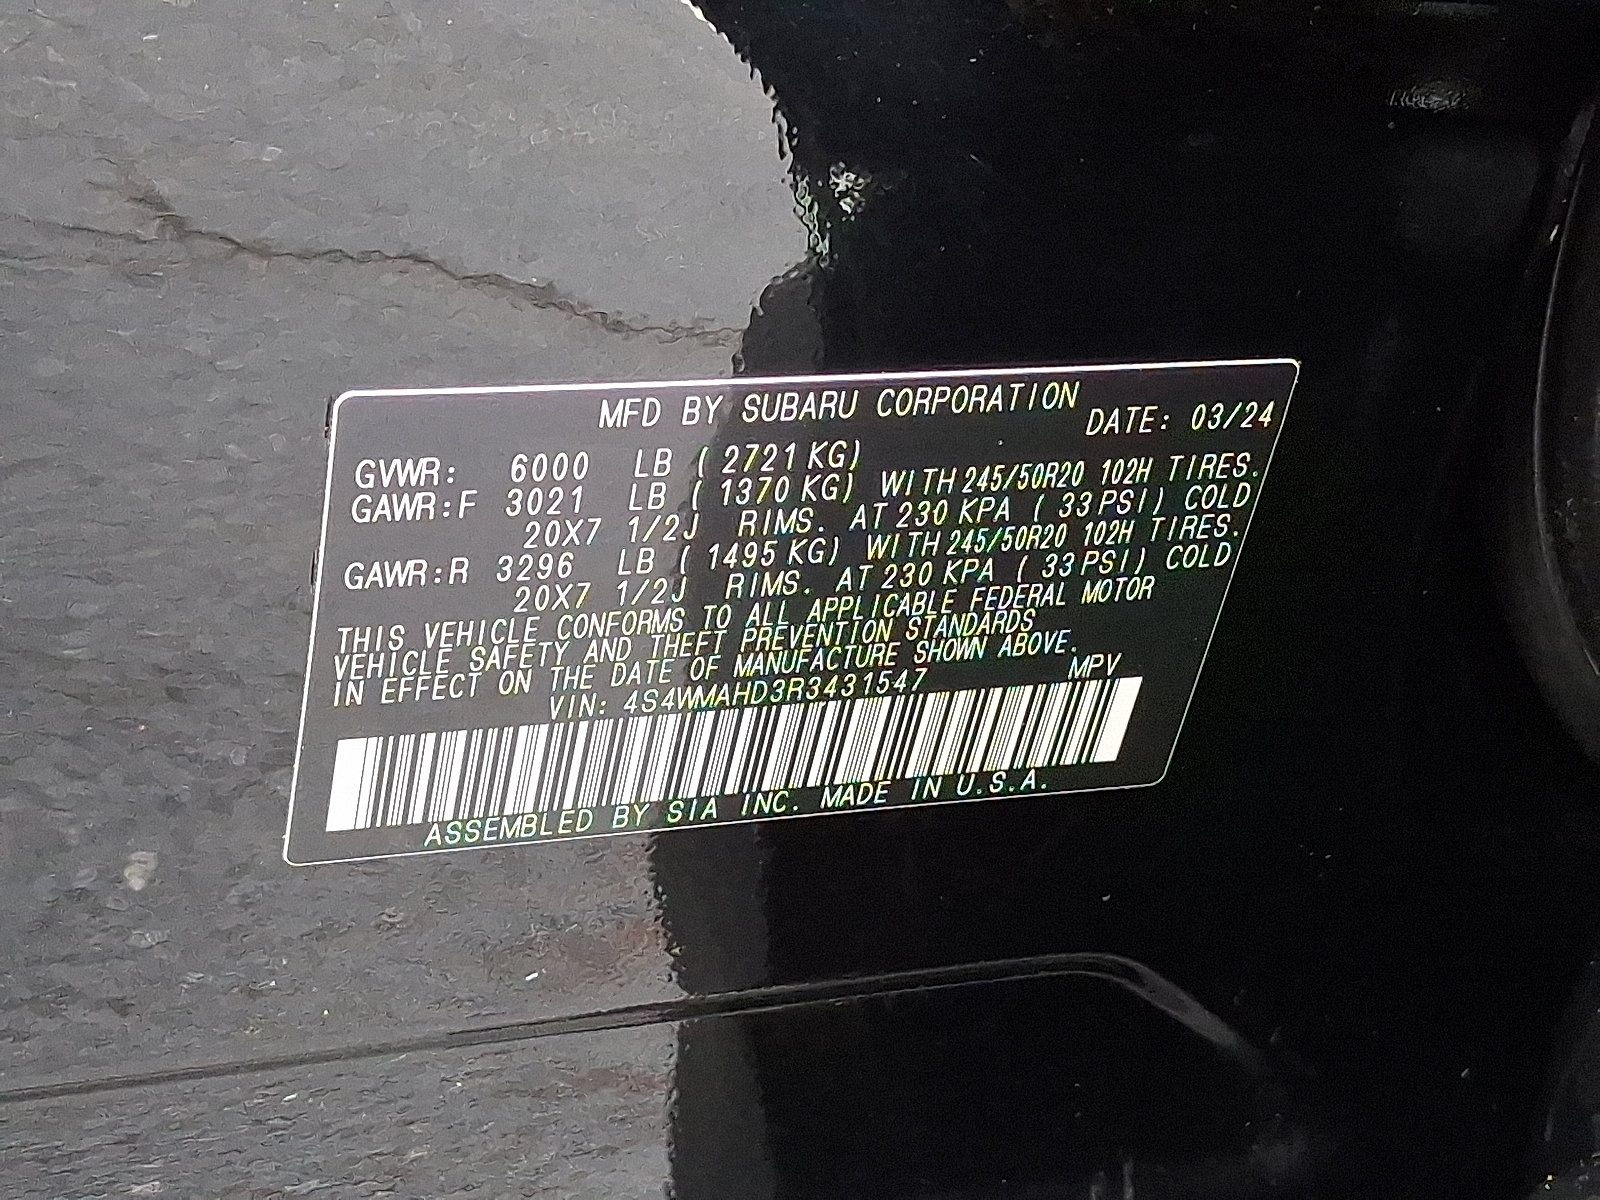 MFD BY SUBARU CORPORATION DATE: 03/24
GVWR: 6000 LB ( 2721 KG)
GAWR:F 3021 LB ( 1370 KG) WITH 245/50R20 102H TIRES.
20X7 1/2J RIMS. AT 230 KPA ( 33 PSI) COLD
GAWR:R 3296 LB ( 1495 KG) WITH 245/50R20 102H TIRES.
20X7 1/2J RIMS. AT 230 KPA ( 33 PSI) COLD
THIS VEHICLE CONFORMS TO ALL APPLICABLE FEDERAL MOTOR
VEHICLE SAFETY AND THEFT PREVENTION STANDARDS
IN EFFECT ON THE DATE OF MANUFACTURE SHOWN ABOVE.
VIN: 4S4WMAHD3R3431547 MPV
ASSEMBLED BY SIA INC. MADE IN U.S.A.